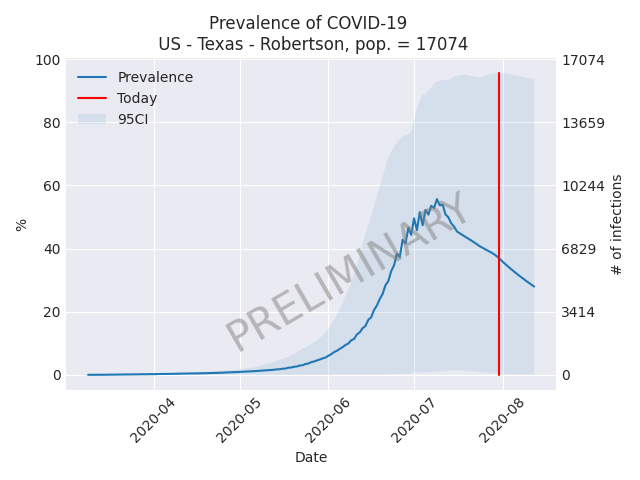 Prevalence of COVID-19
US - Texas - Robertson, pop. = 17074
100
80
60
40
20
0
%
17074
13659
10244
6829
3414
0
# of infections
Prevalence
Today
95CI
PRELIMINARY
2020-04
2020-05
2020-06
2020-07
2020-08
Date